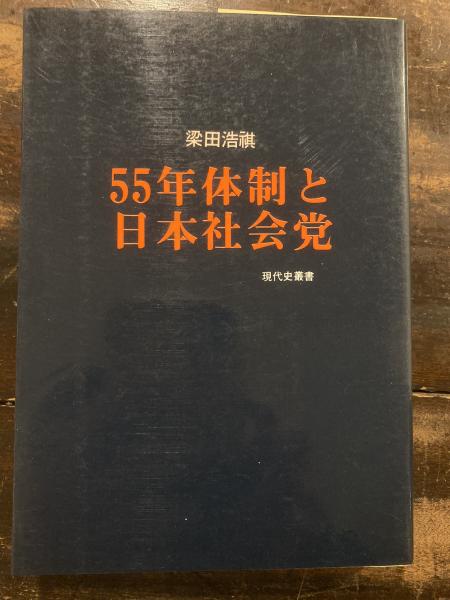 梁田浩祺
55年体制と
日本社会党
現代史叢書